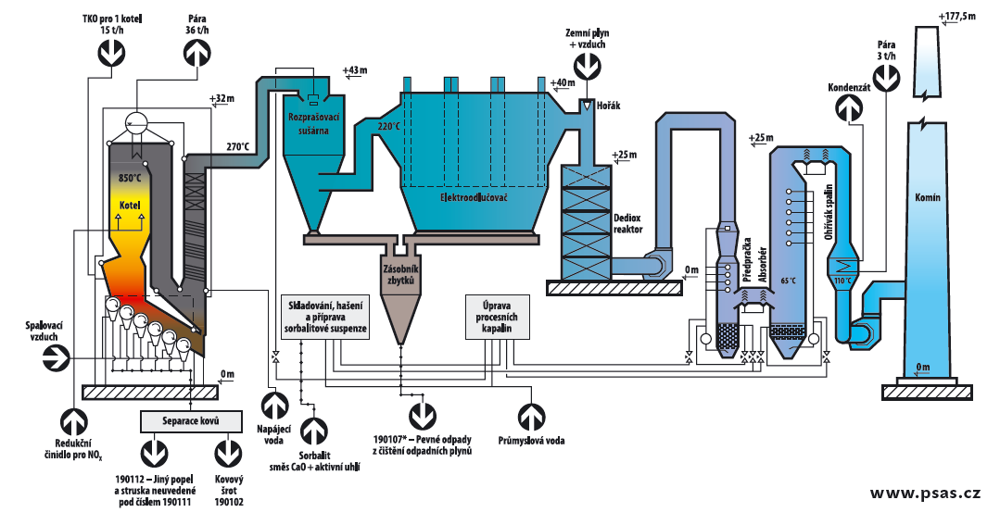 TKO pro 1 kotel
15 t/h
Pára
36 t/h
+32 m
270°C
850°C
Kotel
Spalovací
vzduch
0 m
Redukční
činidlo pro NOX
Separace kovů
190112 – Jiný popel
a struska neuvedené
pod číslem 190111
Kovový
šrot
190102
Napájecí
voda
+43 m
Rozprašovací
sušárna
220°C
Elektroodlučovač
+40 m
Zásobník
zbytků
Skladování, hašení
a příprava
sorbalitové suspenze
Úprava
procesních
kapalin
Sorbalit
směs CaO + aktivní uhlí
190107* – Pevné odpady
z čištění odpadních plynů
Průmyslová voda
Zemní plyn
+ vzduch
Hořák
+25 m
Dediox
reaktor
0 m
Předpračka
Absorbér
+25 m
65°C
Ohřívák spalin
110°C
Kondenzát
Pára
3 t/h
+177,5 m
Komín
0 m
www.psas.cz